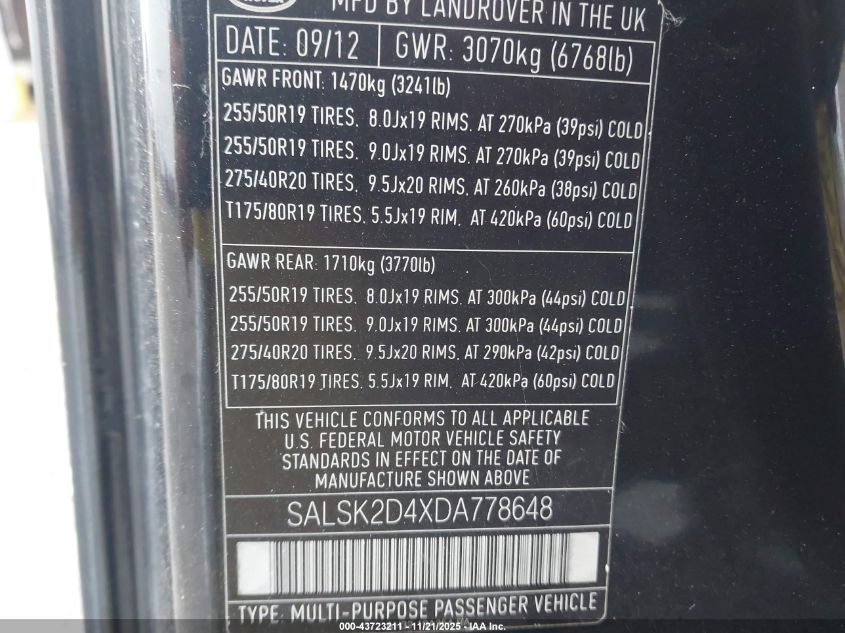 MFD BY LANDROVER IN THE UK
DATE: 09/12 GWR: 3070kg (6768lb)
GAWR FRONT: 1470kg (3241lb)
255/50R19 TIRES, 8.0Jx19 RIMS, AT 270kPa (39psi) COLD
255/50R19 TIRES, 9.0Jx19 RIMS, AT 270kPa (39psi) COLD
275/40R20 TIRES, 9.5Jx20 RIMS, AT 260kPa (38psi) COLD
T175/80R19 TIRES, 5.5Jx19 RIM, AT 420kPa (60psi) COLD
GAWR REAR: 1710kg (3770lb)
255/50R19 TIRES, 8.0Jx19 RIMS, AT 300kPa (44psi) COLD
255/50R19 TIRES, 9.0Jx19 RIMS, AT 300kPa (44psi) COLD
275/40R20 TIRES, 9.5Jx20 RIMS, AT 290kPa (42psi) COLD
T175/80R19 TIRES, 5.5Jx19 RIM, AT 420kPa (60psi) COLD
THIS VEHICLE CONFORMS TO ALL APPLICABLE
U.S. FEDERAL MOTOR VEHICLE SAFETY
STANDARDS IN EFFECT ON THE DATE OF
MANUFACTURE SHOWN ABOVE
SALSK2D4XDA778648
TYPE: MULTI-PURPOSE PASSENGER VEHICLE
000-43723211 - 11/21/2025 - IAA, Inc.